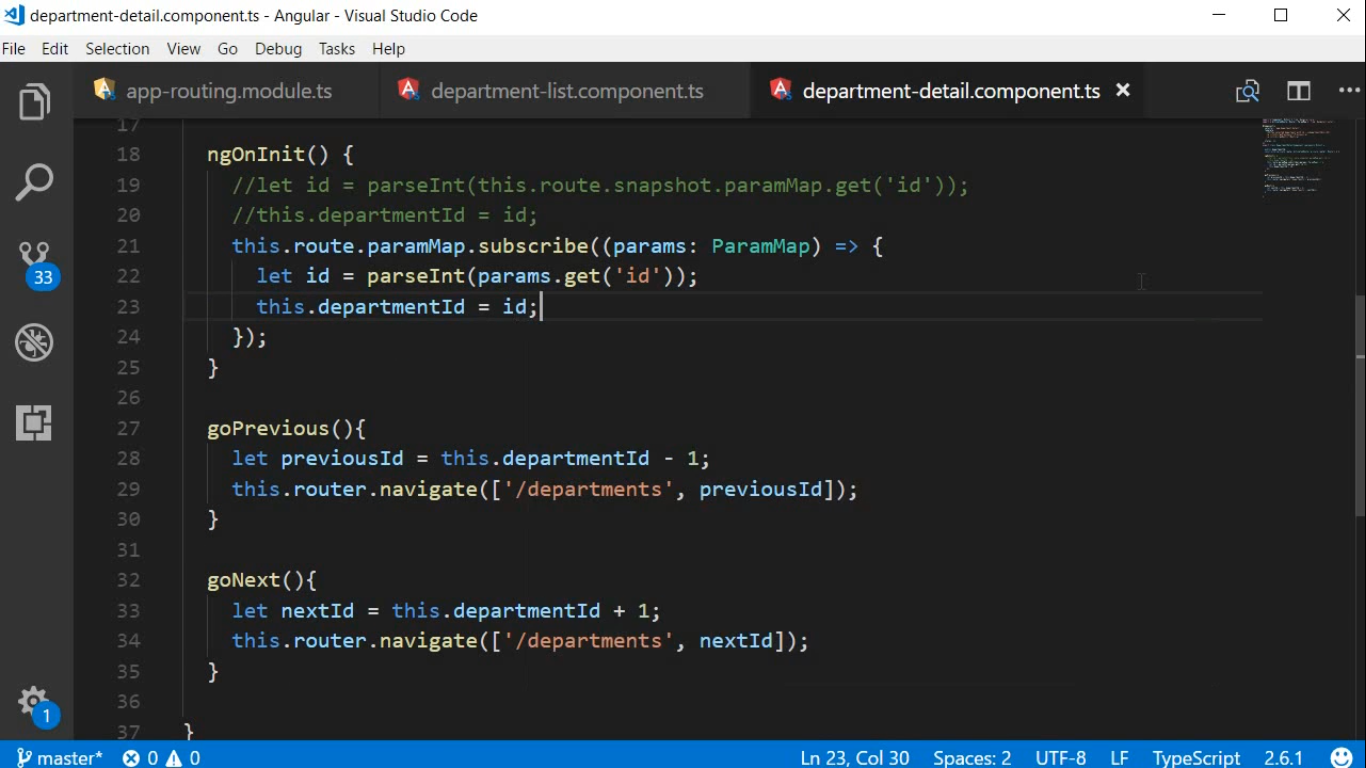 department-detail.component.ts - Angular - Visual Studio Code
File Edit Selection View Go Debug Tasks Help
app-routing.module.ts department-list.component.ts department-detail.component.ts
17
18 ngOnInit() {
19 //let id = parseInt(this.route.snapshot.paramMap.get('id'));
20 //this.departmentId = id;
21 this.route.paramMap.subscribe((params: ParamMap) => {
22 let id = parseInt(params.get('id'));
23 this.departmentId = id;
24 });
25 }
26
27 goPrevious(){
28 let previousId = this.departmentId - 1;
29 this.router.navigate(['/departments', previousId]);
30 }
31
32 goNext(){
33 let nextId = this.departmentId + 1;
34 this.router.navigate(['/departments', nextId]);
35 }
36
37 }
33
1
master* 0 0 Ln 23, Col 30 Spaces: 2 UTF-8 LF TypeScript 2.6.1